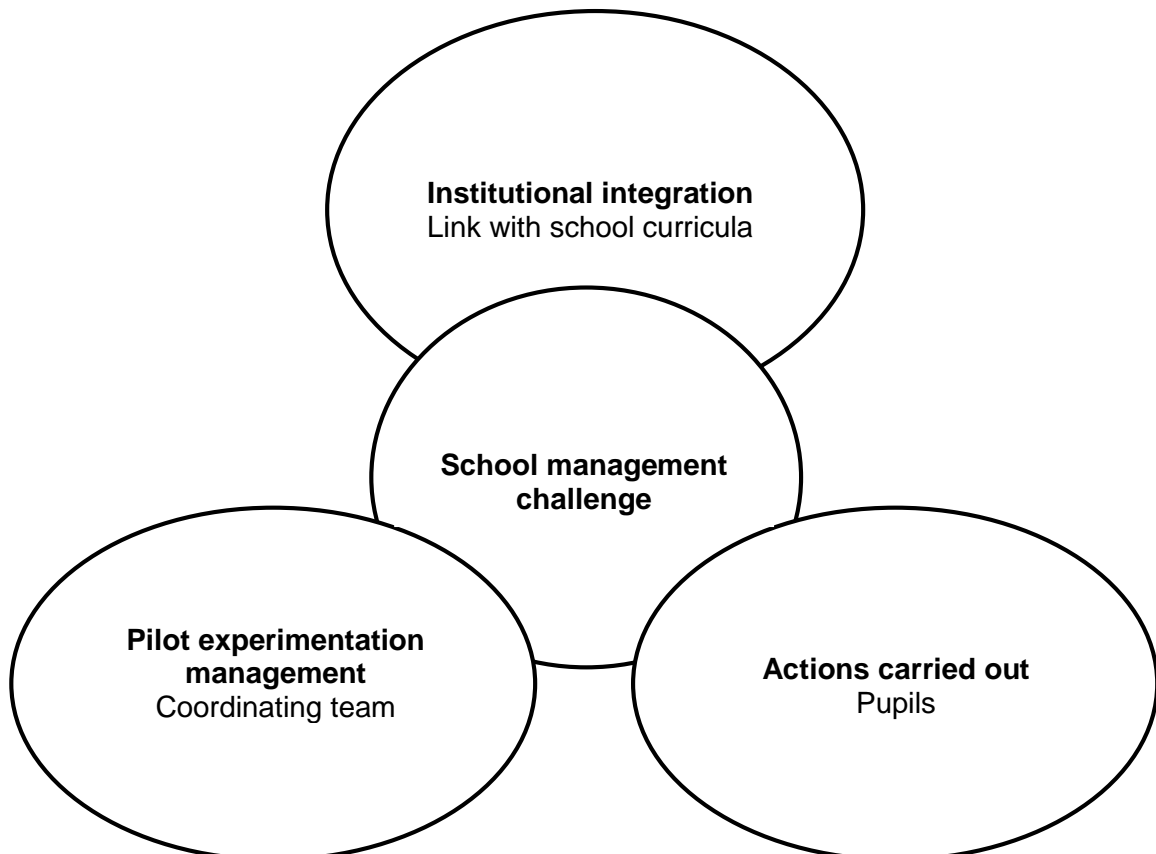 Institutional integration
Link with school curricula
School management
challenge
Pilot experimentation
management
Coordinating team
Actions carried out
Pupils